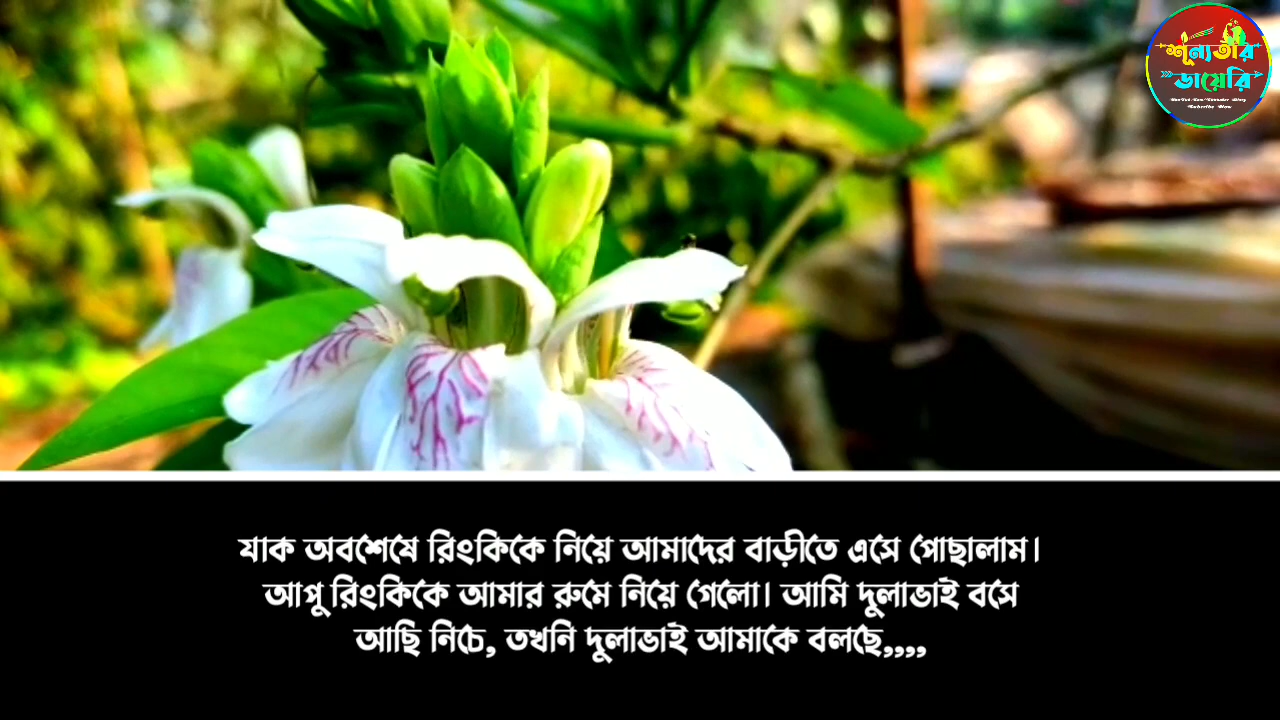 শূন্যতার
ডায়েরি
যাক অবশেষে রিংকিকে নিয়ে আমাদের বাড়ীতে এসে পোছালাম।
আপু রিংকিকে আমার রুমে নিয়ে গেলো। আমি দুলাভাই বসে
আছি নিচে, তখনি দুলাভাই আমাকে বলছে,,,,